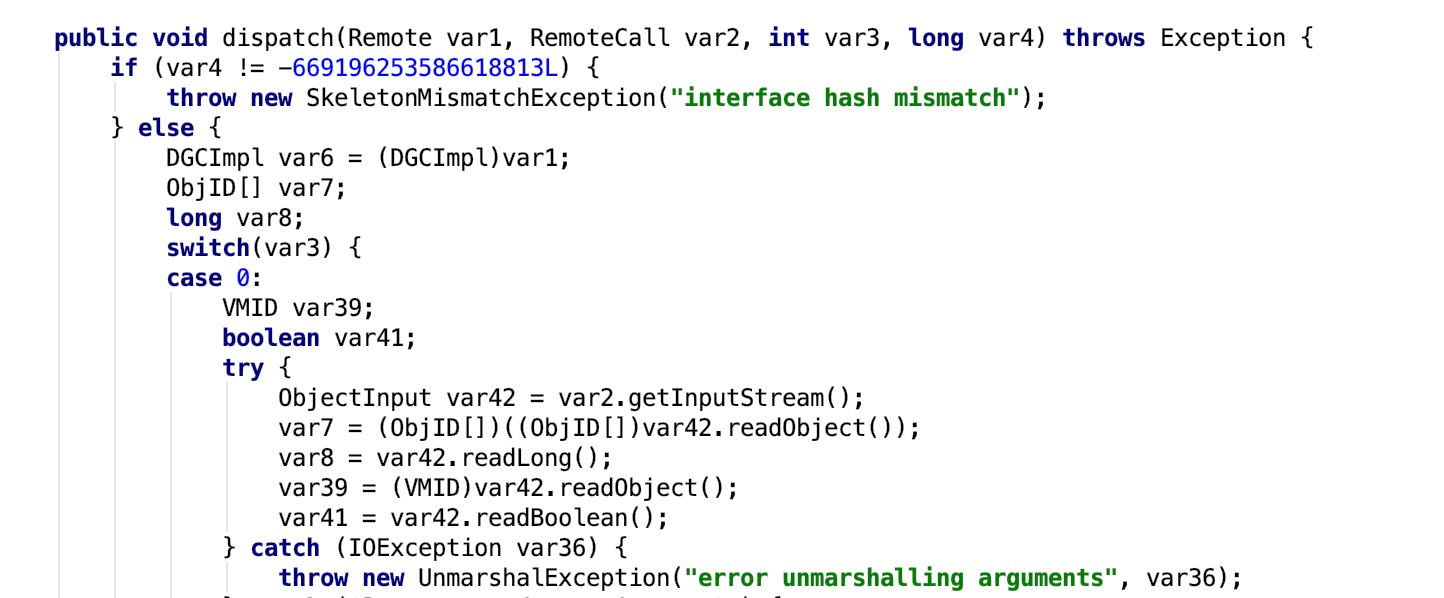 public void dispatch(Remote var1, RemoteCall var2, int var3, long var4) throws Exception {
if (var4 != -669196253586618813L) {
throw new SkeletonMismatchException("interface hash mismatch");
} else {
DGCImpl var6 = (DGCImpl)var1;
ObjID[] var7;
long var8;
switch(var3) {
case 0:
VMID var39;
boolean var41;
try {
ObjectInput var42 = var2.getInputStream();
var7 = (ObjID[])((ObjID[])var42.readObject());
var8 = var42.readLong();
var39 = (VMID)var42.readObject();
var41 = var42.readBoolean();
} catch (IOException var36) {
throw new UnmarshalException("error unmarshalling arguments", var36);